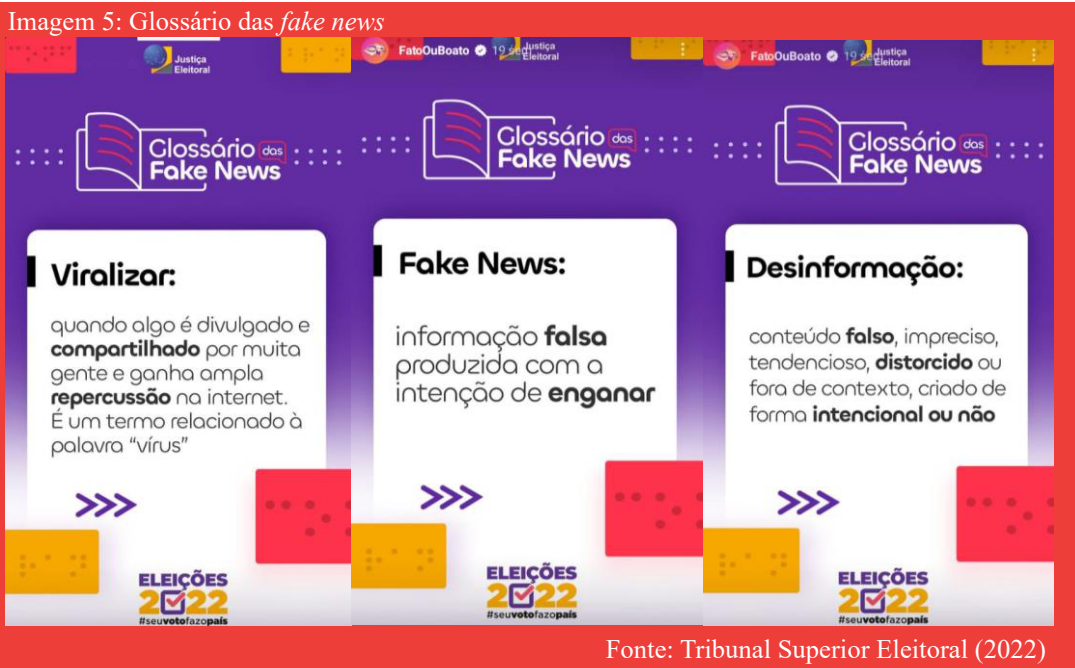 Imagem 5: Glossário das fake news
Justiça
Eleitoral
Glossário das
Fake News
Viralizar:
quando algo é divulgado e
compartilhado por muita
gente e ganha ampla
repercussão na internet.
É um termo relacionado à
palavra “vírus”
>>>
ELEIÇÕES
2022
#seuvotofazopaís
FatoOuBoato 19 sem
Justiça
Eleitoral
Glossário das
Fake News
Fake News:
informação falsa
produzida com a
intenção de enganar
>>>
ELEIÇÕES
2022
#seuvotofazopaís
FatoOuBoato 19 sem
Justiça
Eleitoral
Glossário das
Fake News
Desinformação:
conteúdo falso, impreciso,
tendencioso, distorcido ou
fora de contexto, criado de
forma intencional ou não
>>>
ELEIÇÕES
2022
#seuvotofazopaís
Fonte: Tribunal Superior Eleitoral (2022)